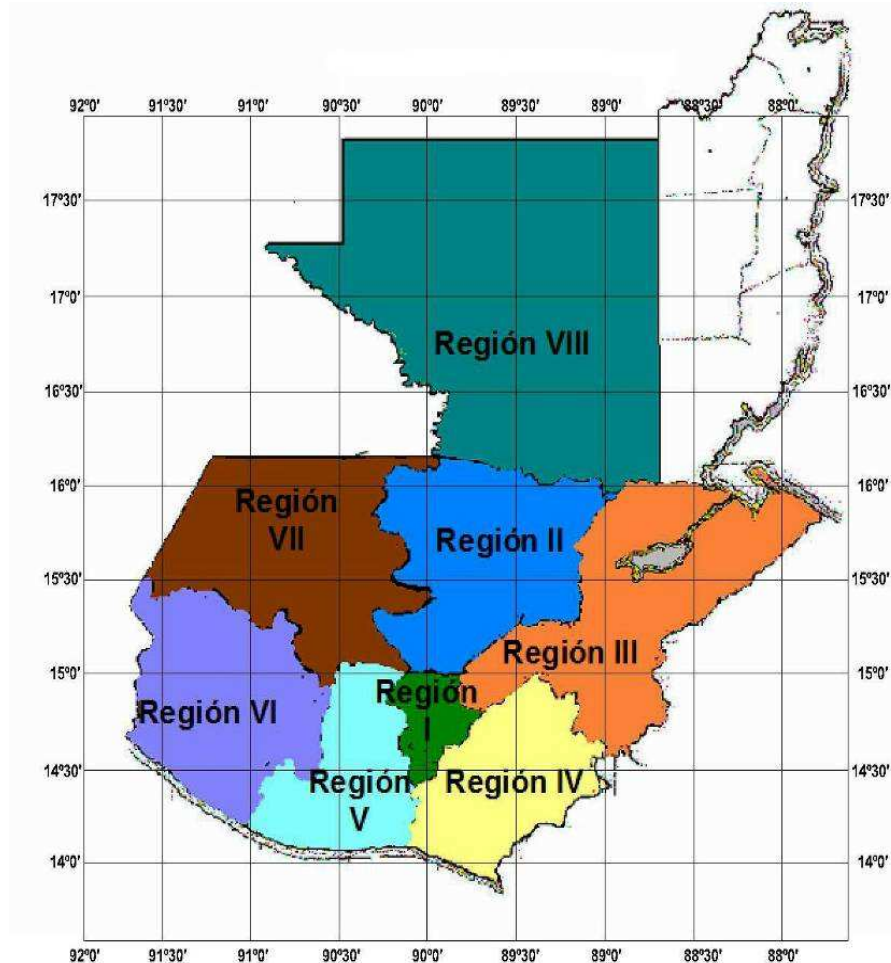 92º0' 91º30' 91º0' 90º30' 90º0' 89º30' 89º0' 88º30' 88º0'
17º30' 17º30'
17º0' 17º0'
Región VIII
16º30' 16º30'
16º0' 16º0'
Región
VII
Región II
15º30' 15º30'
Región III
15º0' 15º0'
Región
I
Región VI
14º30' 14º30'
Región
V
Región IV
14º0' 14º0'
92º0' 91º30' 91º0' 90º30' 90º0' 89º30' 89º0' 88º30' 88º0'